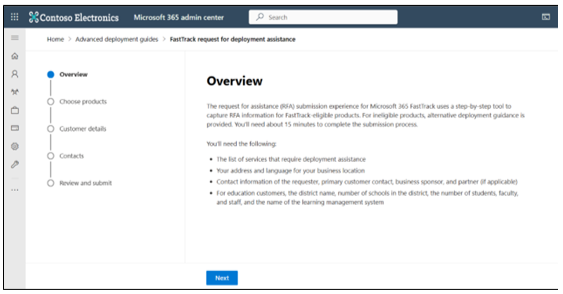 Contoso Electronics Microsoft 365 admin center Search
Home > Advanced deployment guides > FastTrack request for deployment assistance
Overview
Choose products
Customer details
Contacts
Review and submit
Overview
The request for assistance (RFA) submission experience for Microsoft 365 FastTrack uses a step-by-step tool to
capture RFA information for FastTrack eligible products. For ineligible products, alternative deployment guidance is
provided. You'll need about 15 minutes to complete the submission process.
You'll need the following:
• The list of services that require deployment assistance
• Your address and language for your business location
• Contact information of the requester, primary customer contact, business sponsor, and partner (if applicable)
• For education customers, the district name, number of schools in the district, the number of students, faculty,
and staff, and the name of the learning management system
Next